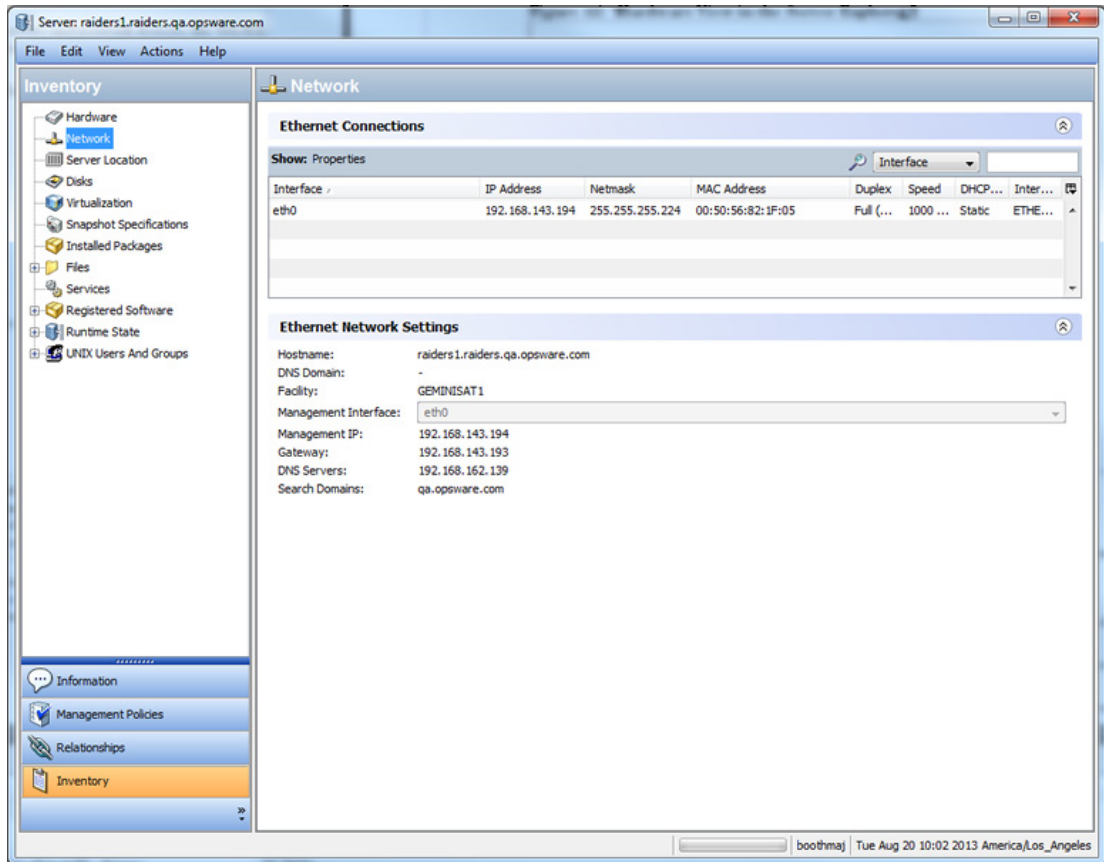 Server: raiders1.raiders.qa.opsware.com
File Edit View Actions Help
Inventory
Hardware
Network
Server Location
Disks
Virtualization
Snapshot Specifications
Installed Packages
Files
Services
Registered Software
Runtime State
UNIX Users And Groups
Information
Management Policies
Relationships
Inventory
Network
Ethernet Connections
Show: Properties Interface
Interface IP Address Netmask MAC Address Duplex Speed DHCP... Inter...
eth0 192.168.143.194 255.255.255.224 00:50:56:82:1F:05 Full (... 1000 ... Static ETHE...
Ethernet Network Settings
Hostname: raiders1.raiders.qa.opsware.com
DNS Domain: -
Facility: GEMINISAT1
Management Interface: eth0
Management IP: 192.168.143.194
Gateway: 192.168.143.193
DNS Servers: 192.168.162.139
Search Domains: qa.opsware.com
boothmaj Tue Aug 20 10:02 2013 America/Los_Angeles